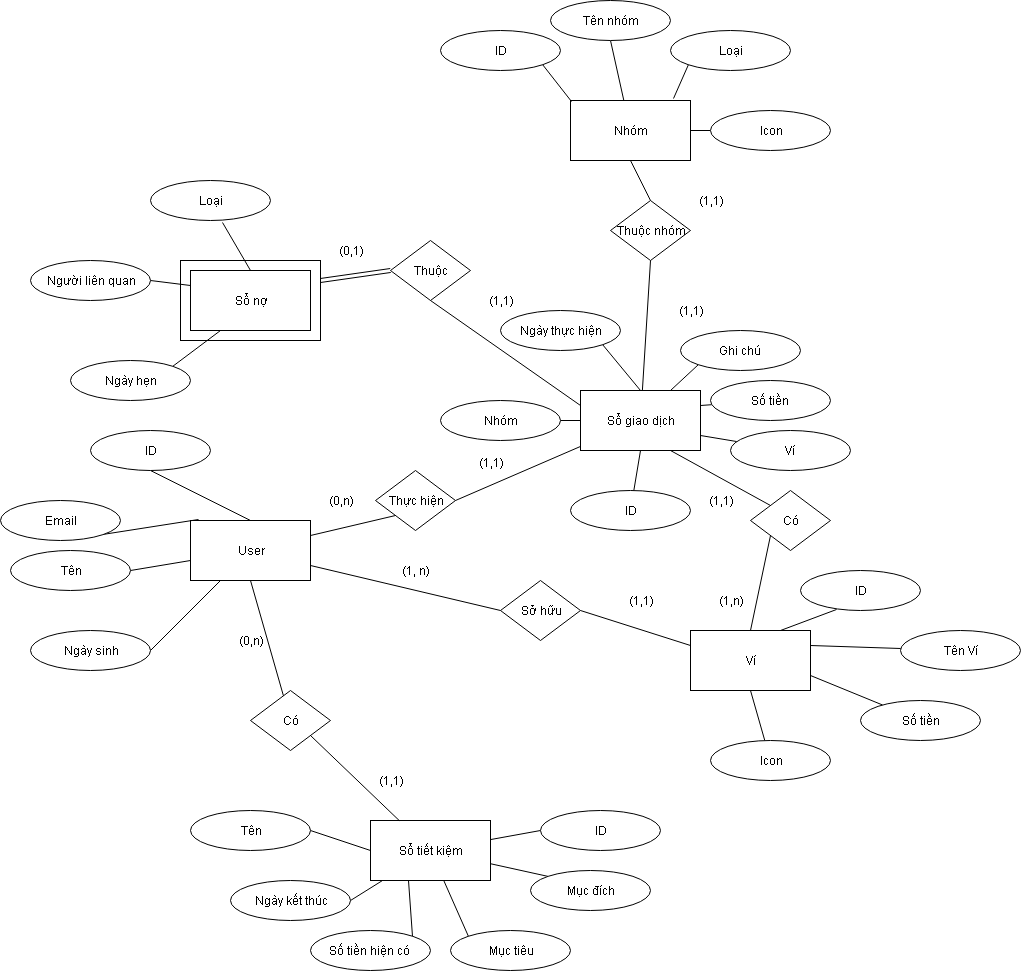 Tên nhóm
ID
Loại
Nhóm
Icon
Loại
(1,1)
Thuộc nhóm
(0,1)
Người liên quan
Thuộc
Sổ nợ
(1,1)
(1,1)
Ngày thực hiện
Ghi chú
Ngày hẹn
Số tiền
Nhóm
Sổ giao dịch
ID
Ví
(1,1)
(0,n)
Thực hiện
(1,1)
ID
Email
Có
User
Tên
(1, n)
ID
(1,1)
(1,n)
Sở hữu
(0,n)
Ngày sinh
Tên Ví
Ví
Có
Số tiền
Icon
(1,1)
Tên
ID
Sổ tiết kiệm
Mục đích
Ngày kết thúc
Số tiền hiện có
Mục tiêu